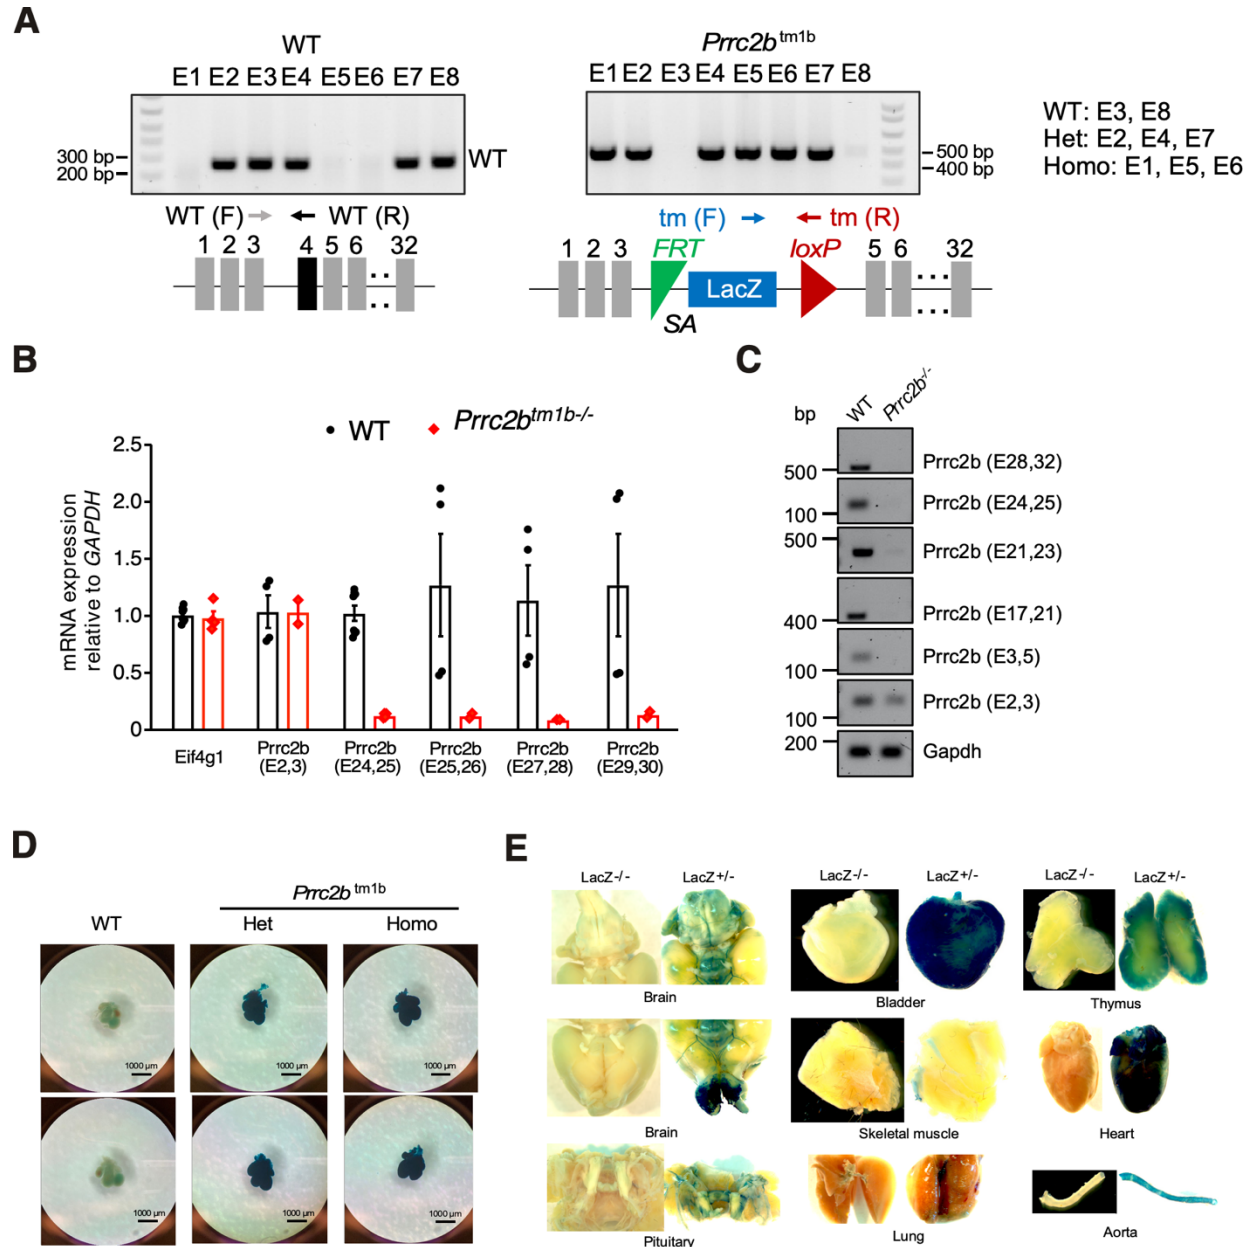 A
WT
E1 E2 E3 E4 E5 E6 E7 E8
300 bp
200 bp
WT
WT (F) WT (R)
1 2 3 4 5 6 32
Prrc2b tm1b
E1 E2 E3 E4 E5 E6 E7 E8
500 bp
400 bp
tm (F) tm (R)
FRT loxP
1 2 3 5 6 32
LacZ
SA
WT: E3, E8
Het: E2, E4, E7
Homo: E1, E5, E6
B
WT Prrc2b tm1b-/-
mRNA expression
relative to GAPDH
2.5
2.0
1.5
1.0
0.5
0
Eif4g1
Prrc2b
(E2,3)
Prrc2b
(E24,25)
Prrc2b
(E25,26)
Prrc2b
(E27,28)
Prrc2b
(E29,30)
C
bp WT Prrc2b-/-
500 Prrc2b (E28,32)
100 Prrc2b (E24,25)
500 Prrc2b (E21,23)
400 Prrc2b (E17,21)
100 Prrc2b (E3,5)
100 Prrc2b (E2,3)
200 Gapdh
D
Prrc2b tm1b
WT Het Homo
1000 µm 1000 µm 1000 µm
1000 µm 1000 µm 1000 µm
E
LacZ-/- LacZ+/- LacZ-/- LacZ+/- LacZ-/- LacZ+/-
Brain Bladder Thymus
Brain Skeletal muscle Heart
Pituitary Lung Aorta